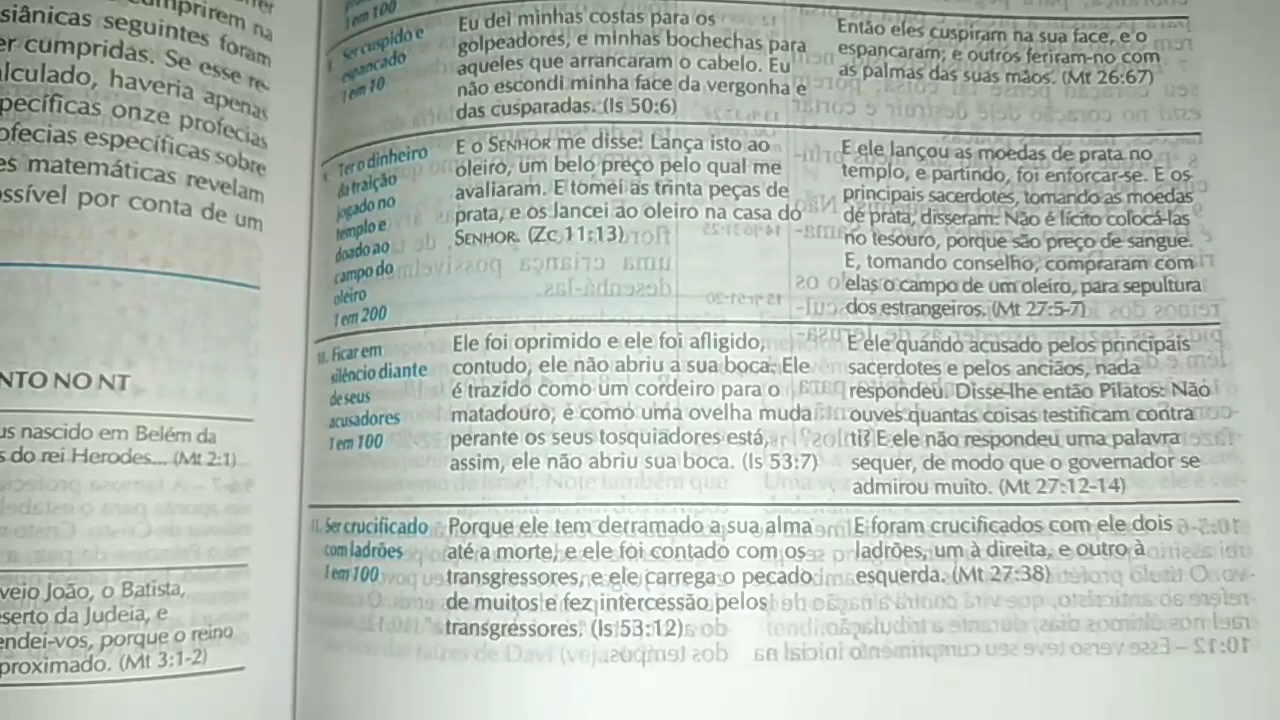 mprirem na
siânicas seguintes foram
er cumpridas. Se esse re-
alculado, haveria apenas
pecíficas onze profecias
ofecias específicas sobre
es matemáticas revelam
ossível por conta de um
NTO NO NT
us nascido em Belém da
s do rei Herodes... (Mt 2:1)
veio João, o Batista,
serto da Judeia, e
endei-vos, porque o reino
proximado. (Mt 3:1-2)
1 em 100
Ser cuspido e
espancado
1 em 10
Eu dei minhas costas para os
golpeadores, e minhas bochechas para
aqueles que arrancaram o cabelo. Eu
não escondi minha face da vergonha e
das cusparadas. (Is 50:6)
Então eles cuspiram na sua face, e o
espancaram; e outros feriram-no com
as palmas das suas mãos. (Mt 26:67)
Ter o dinheiro
da traição
jogado no
templo e
doado ao
campo do
oleiro
1 em 200
E o SENHOR me disse: Lança isto ao
oleiro, um belo preço pelo qual me
avaliaram. E tomei as trinta peças de
prata, e os lancei ao oleiro na casa do
SENHOR. (Zc 11:13)
E ele lançou as moedas de prata no
templo, e partindo, foi enforcar-se. E os
principais sacerdotes, tomando as moedas
de prata, disseram: Não é lícito colocá-las
no tesouro, porque são preço de sangue.
E, tomando conselho, compraram com
elas o campo de um oleiro, para sepultura
dos estrangeiros. (Mt 27:5-7)
Ficar em
silêncio diante
de seus
acusadores
1 em 100
Ele foi oprimido e ele foi afligido,
contudo, ele não abriu a sua boca; Ele
é trazido como um cordeiro para o
matadouro, e como uma ovelha muda
perante os seus tosquiadores está,
assim, ele não abriu sua boca. (Is 53:7)
E ele quando acusado pelos principais
sacerdotes e pelos anciãos, nada
respondeu. Disse-lhe então Pilatos: Não
ouves quantas coisas testificam contra
ti? E ele não respondeu uma palavra
sequer, de modo que o governador se
admirou muito. (Mt 27:12-14)
Ser crucificado
com ladrões
1 em 100
Porque ele tem derramado a sua alma
até a morte, e ele foi contado com os
transgressores, e ele carrega o pecado
de muitos e fez intercessão pelos
transgressores. (Is 53:12)
E foram crucificados com ele dois
ladrões, um à direita, e outro à
esquerda. (Mt 27:38)